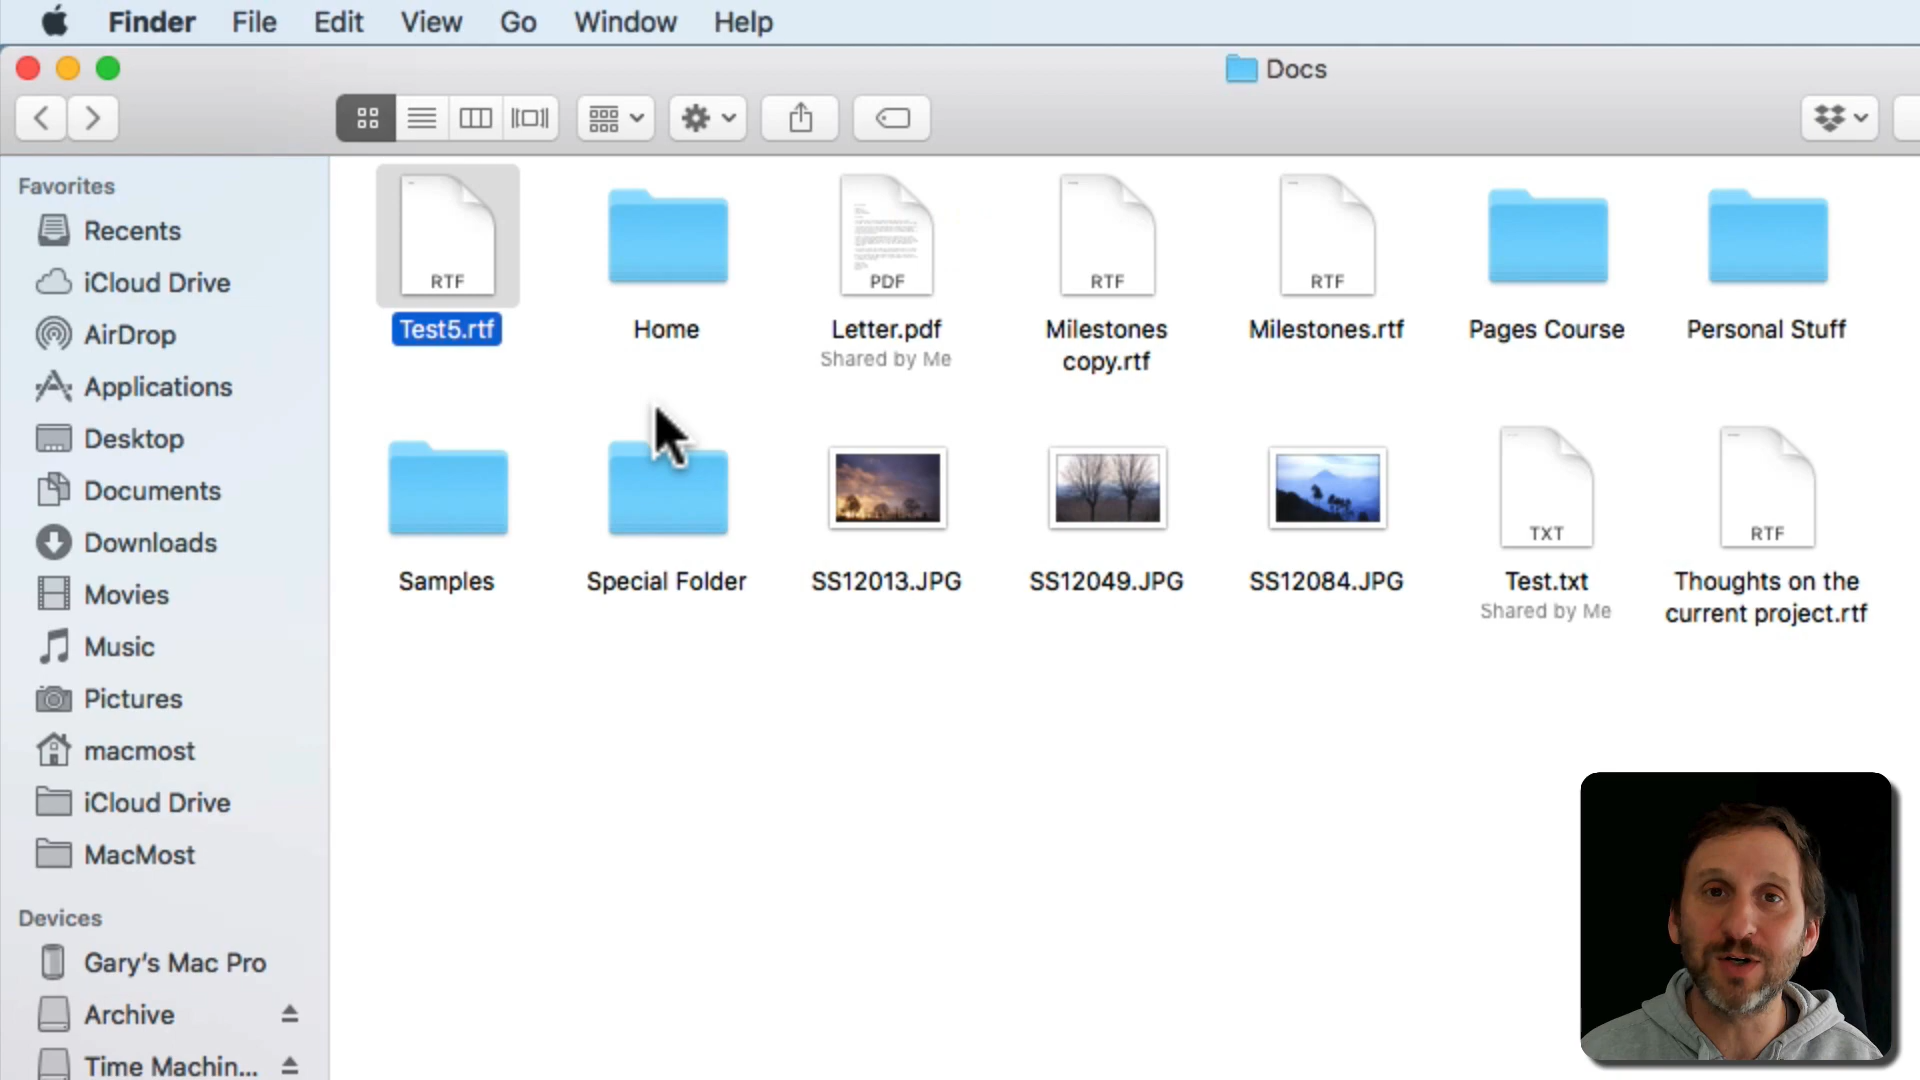 Finder File Edit View Go Window Help
Docs
Favorites
Recents
iCloud Drive
AirDrop
Applications
Desktop
Documents
Downloads
Movies
Music
Pictures
macmost
iCloud Drive
MacMost
Devices
Gary's Mac Pro
Archive
Time Machin...
RTF
PDF
RTF
RTF
Test5.rtf
Home
Letter.pdf
Shared by Me
Milestones
copy.rtf
Milestones.rtf
Pages Course
Personal Stuff
TXT
RTF
Samples
Special Folder
SS12013.JPG
SS12049.JPG
SS12084.JPG
Test.txt
Shared by Me
Thoughts on the
current project.rtf